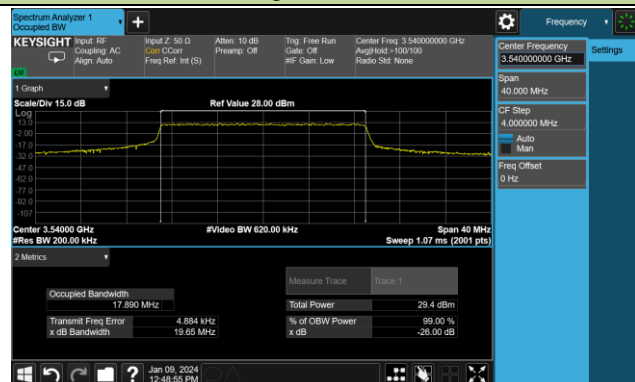 Spectrum Analyzer 1
Occupied BW
+
Frequency
KEYSIGHT
Input: RF
Coupling: AC
Align: Auto
Input Z: 50 Ω
Corr CCorr
Freq Ref: Int (S)
Atten: 10 dB
Preamp: Off
Trig: Free Run
Gate: Off
#IF Gain: Low
Center Freq: 3.540000000 GHz
Avg|Hold:>100/100
Radio Std: None
Center Frequency
3.540000000 GHz
Settings
Span
40.000 MHz
CF Step
4.000000 MHz
Auto
Man
Freq Offset
0 Hz
1 Graph
Scale/Div 15.0 dB
Ref Value 28.00 dBm
Log
13.0
-2.00
-17.0
-32.0
-47.0
-62.0
-77.0
-92.0
-107
Center 3.54000 GHz
#Video BW 620.00 kHz
Span 40 MHz
#Res BW 200.00 kHz
Sweep 1.07 ms (2001 pts)
2 Metrics
Measure Trace
Trace 1
Occupied Bandwidth
17.890 MHz
Total Power
29.4 dBm
Transmit Freq Error
4.884 kHz
% of OBW Power
99.00 %
x dB Bandwidth
19.65 MHz
x dB
-26.00 dB
?
Jan 09, 2024
12:48:55 PM